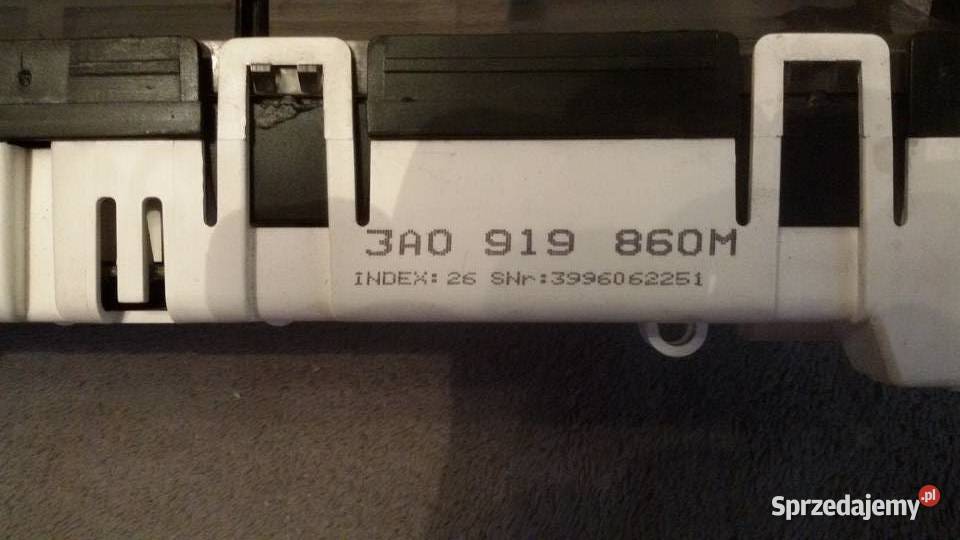 3A0 919 860M
INDEX: 26 SNr:3996062251
Sprzedajemy.pl